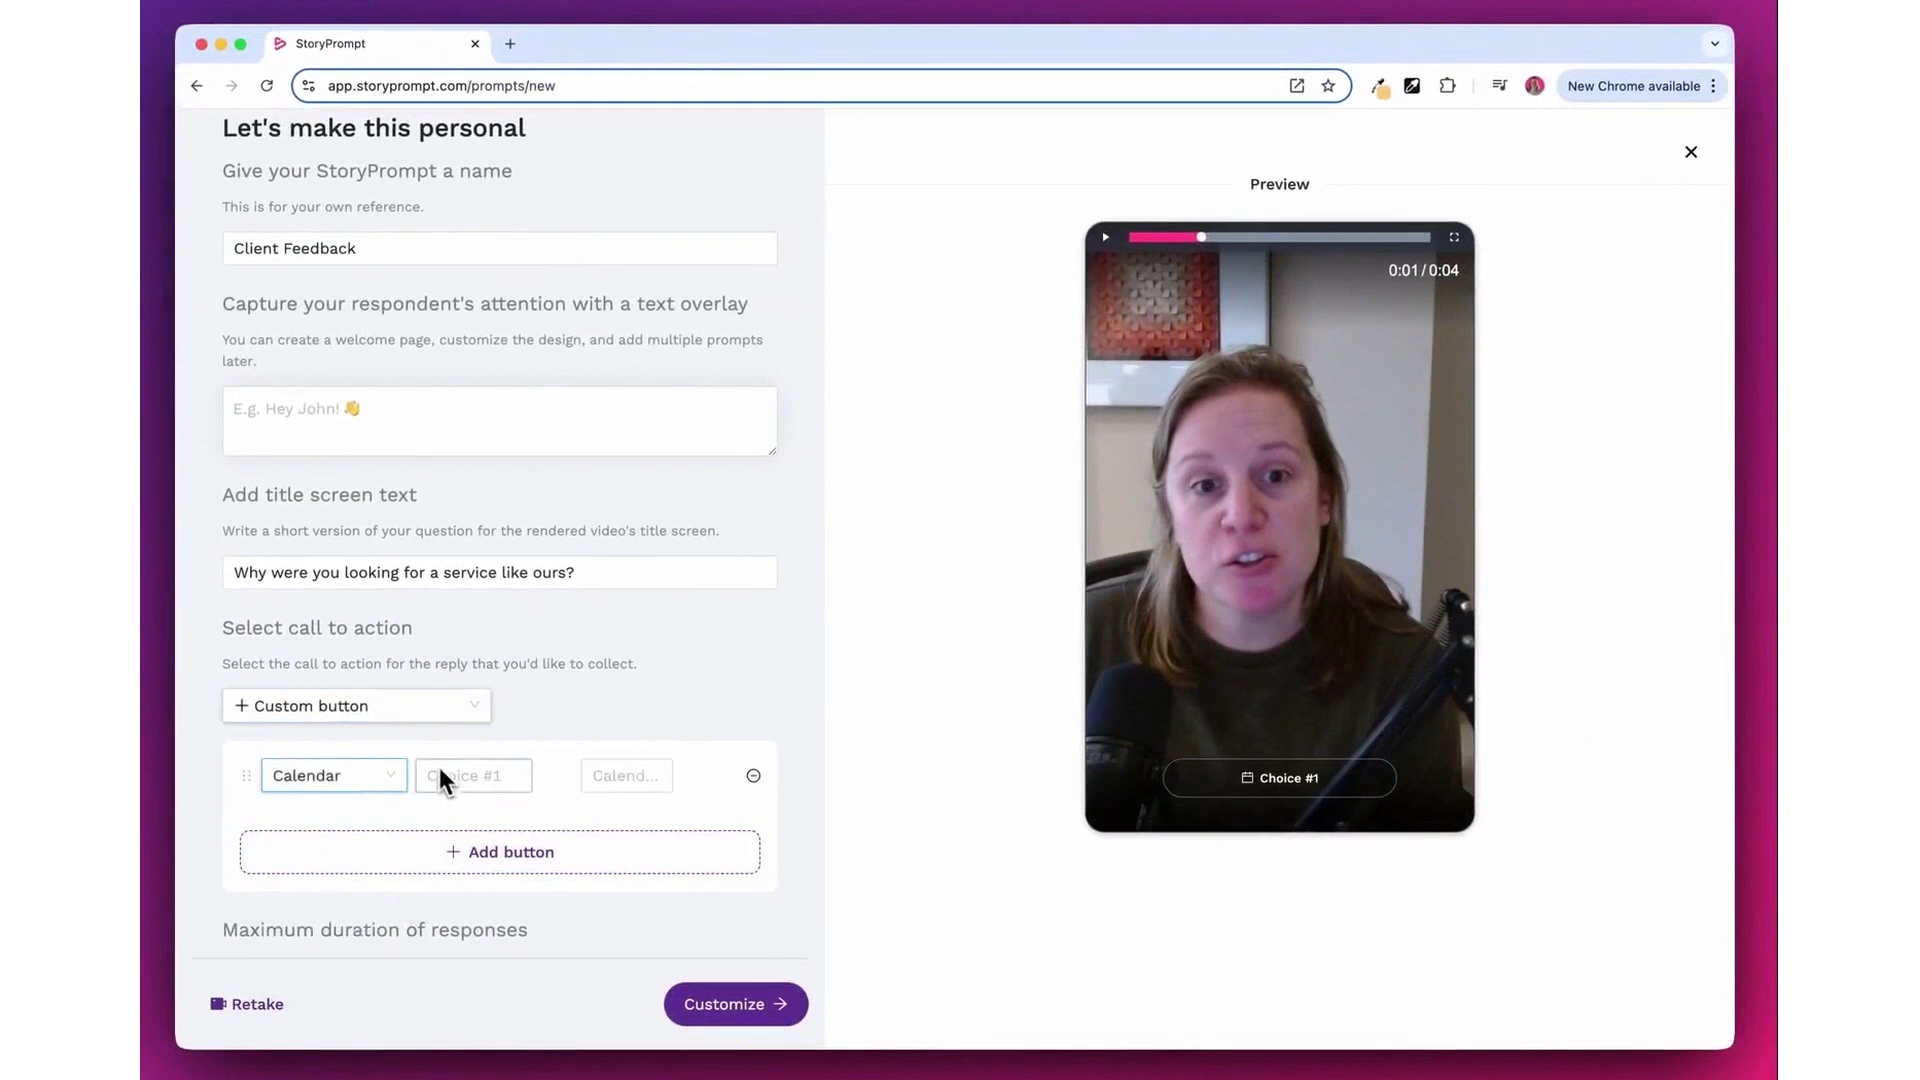 StoryPrompt
app.storyprompt.com/prompts/new
New Chrome available
Let's make this personal
Give your StoryPrompt a name
This is for your own reference.
Client Feedback
Capture your respondent's attention with a text overlay
You can create a welcome page, customize the design, and add multiple prompts
later.
E.g. Hey John! 👋
Add title screen text
Write a short version of your question for the rendered video's title screen.
Why were you looking for a service like ours?
Select call to action
Select the call to action for the reply that you'd like to collect.
+ Custom button
Calendar
Choice #1
Calend...
+ Add button
Maximum duration of responses
Retake
Customize →
Preview
0:01 / 0:04
Choice #1